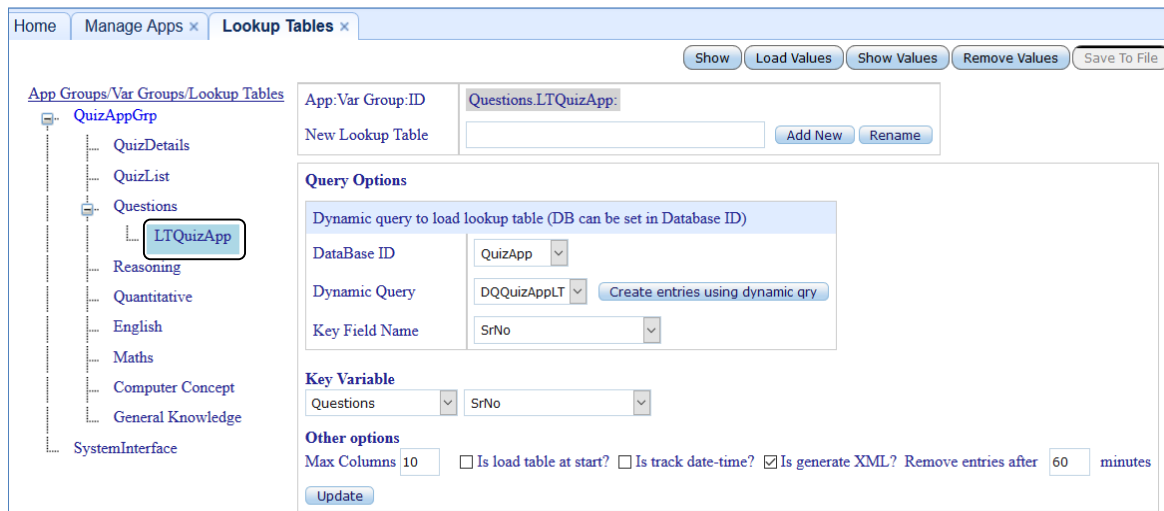 Home Manage Apps × Lookup Tables ×
Show Load Values Show Values Remove Values Save To File
App Groups/Var Groups/Lookup Tables
QuizAppGrp
QuizDetails
QuizList
Questions
LTQuizApp
Reasoning
Quantitative
English
Maths
Computer Concept
General Knowledge
SystemInterface
App:Var Group:ID Questions.LTQuizApp:
New Lookup Table Add New Rename
Query Options
Dynamic query to load lookup table (DB can be set in Database ID)
DataBase ID QuizApp
Dynamic Query DQQuizAppLT Create entries using dynamic qry
Key Field Name SrNo
Key Variable
Questions SrNo
Other options
Max Columns 10 Is load table at start? Is track date-time? Is generate XML? Remove entries after 60 minutes
Update